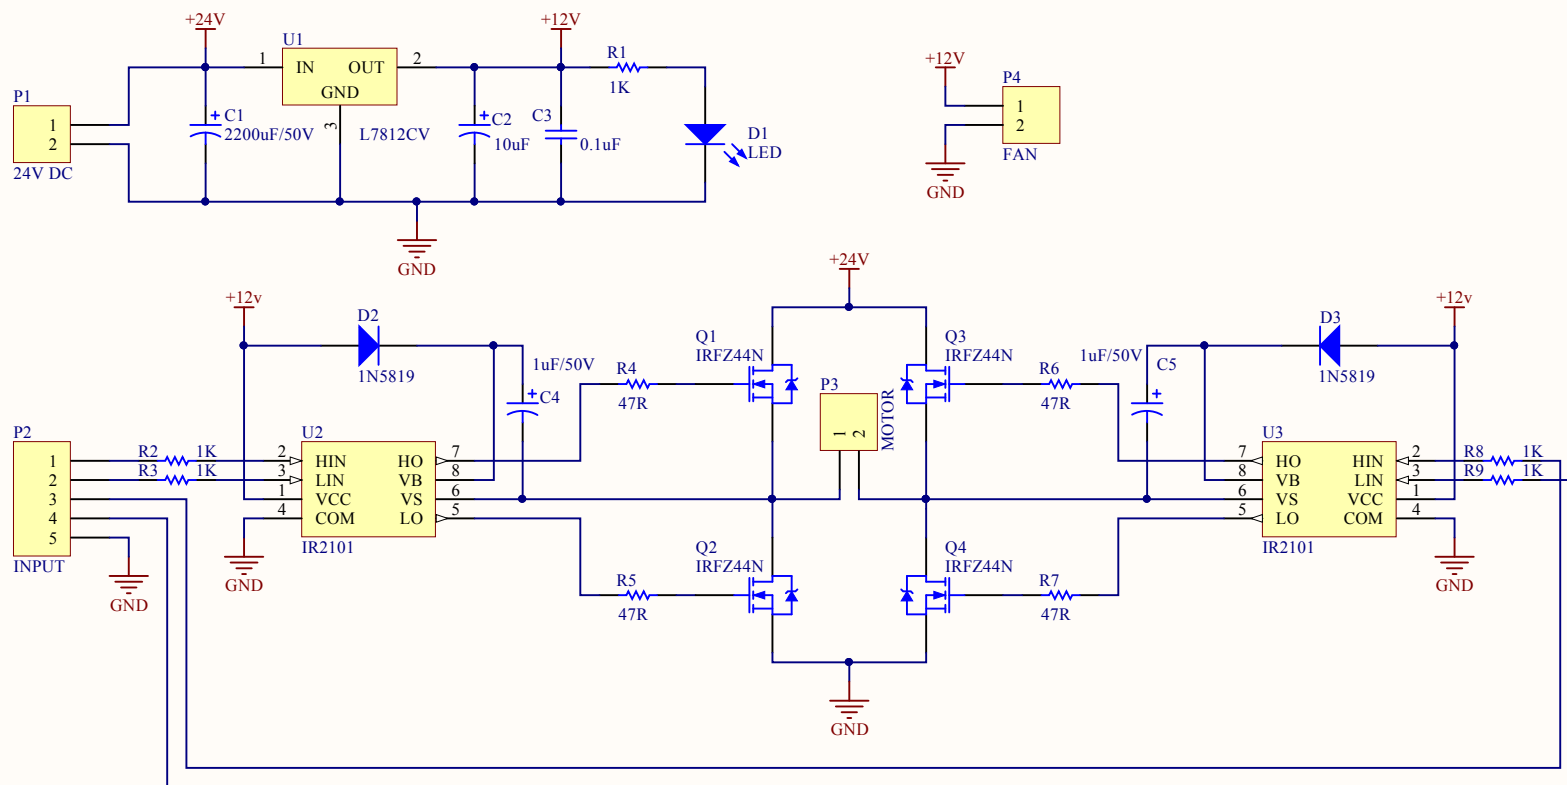 +24V
+12V
U1
1
IN
OUT
2
GND
3
L7812CV
R1
1K
P1
1
2
24V DC
C1
2200uF/50V
C2
10uF
C3
0.1uF
D1
LED
GND
+12V
P4
1
2
FAN
GND
+24V
+12v
D2
1N5819
1uF/50V
C4
R4
47R
Q1
IRFZ44N
Q3
IRFZ44N
P3
1
2
MOTOR
R6
47R
1uF/50V
C5
D3
1N5819
+12v
P2
1
2
3
4
5
INPUT
GND
R2
1K
R3
1K
U2
2
HIN
HO
7
3
LIN
VB
8
1
VCC
VS
6
4
COM
LO
5
IR2101
GND
R5
47R
Q2
IRFZ44N
Q4
IRFZ44N
R7
47R
U3
7
HO
HIN
2
8
VB
LIN
3
6
VS
VCC
1
5
LO
COM
4
IR2101
R8
1K
R9
1K
GND
GND